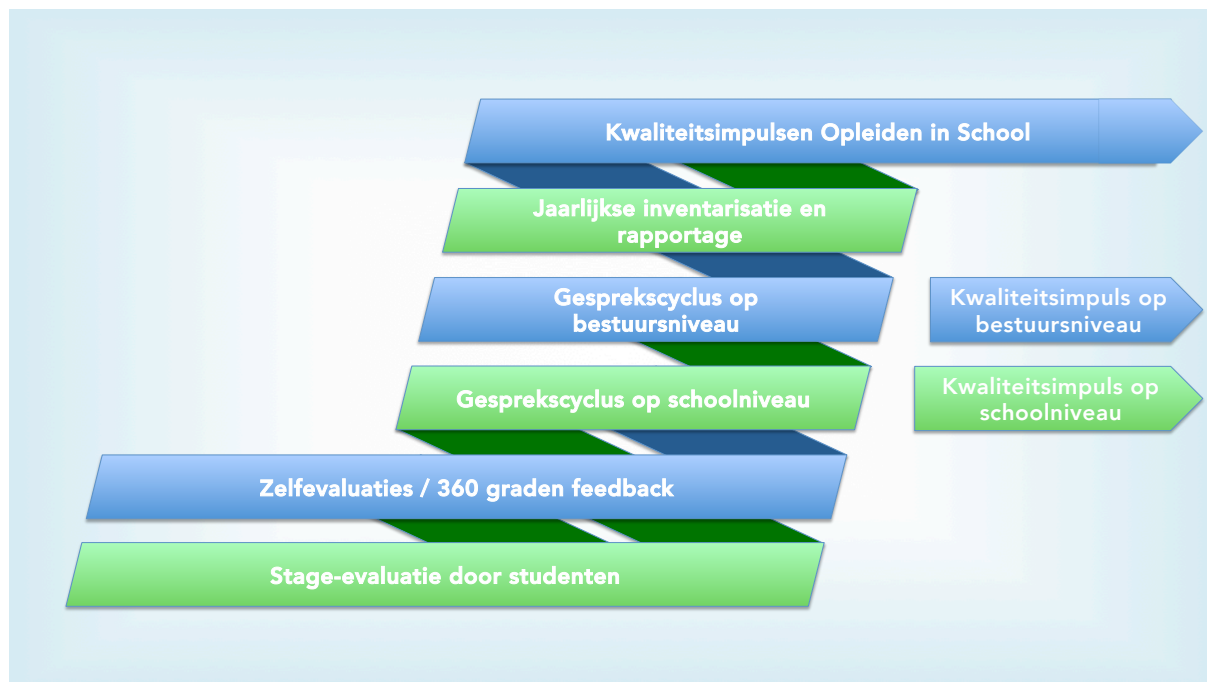 Kwaliteitsimpulsen Opleiden in School
Jaarlijkse inventarisatie en
rapportage
Gesprekscyclus op
bestuursniveau
Kwaliteitsimpuls op
bestuursniveau
Gesprekscyclus op schoolniveau
Kwaliteitsimpuls op
schoolniveau
Zelfevaluaties / 360 graden feedback
Stage-evaluatie door studenten